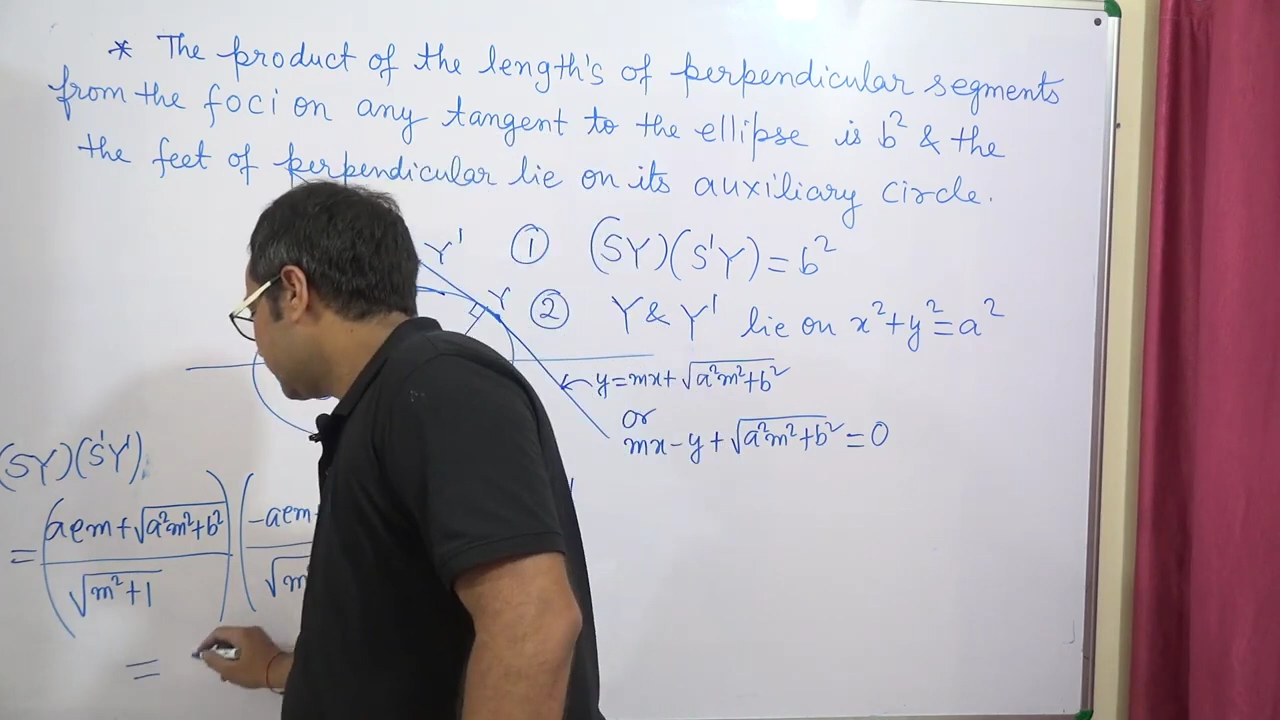 * The product of the length's of perpendicular segments
from the foci on any tangent to the ellipse is b² & the
the feet of perpendicular lie on its auxiliary circle.
Y' ① (SY)(S'Y)=b²
Y ② Y & Y' lie on x²+y²=a²
y=mx+√(a²m²+b²)
or
mx-y+√(a²m²+b²)=0
(SY)(S'Y')
=(aem+√(a²m²+b²)/√(m²+1))(-aem+
√m²
=